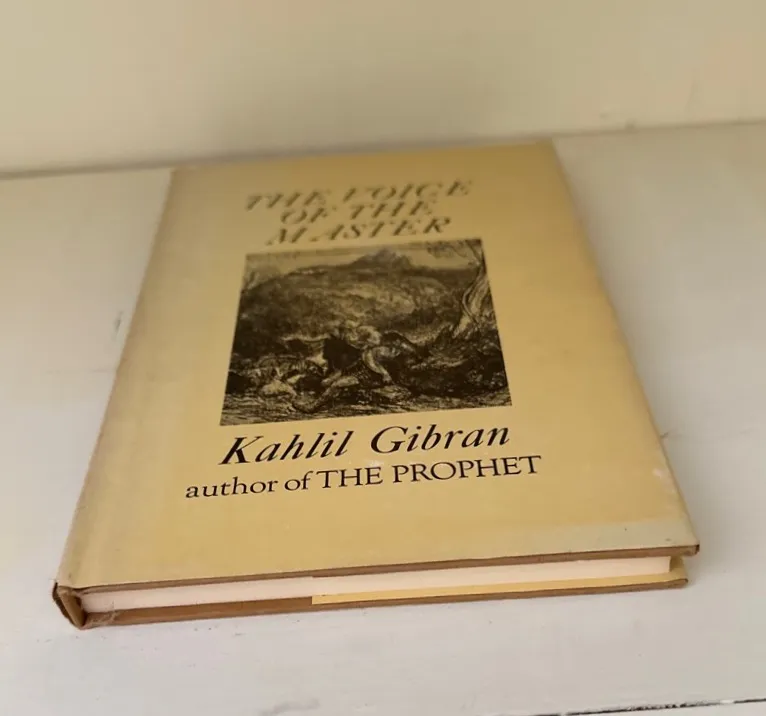 THE VOICE
OF THE
MASTER
Kahlil Gibran
author of THE PROPHET